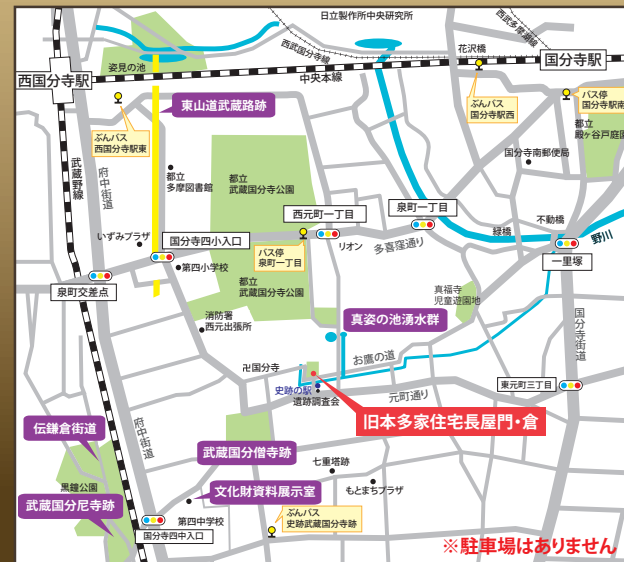 日立製作所中央研究所
西武国分寺線
西武多摩湖線
花沢橋
国分寺駅
姿見の池
西国分寺駅
中央本線
ぶんバス
国分寺駅西
バス停
国分寺駅南
東山道武蔵路跡
ぶんバス
西国分寺駅東
都立
殿ヶ谷戸庭園
国分寺南郵便局
武蔵野線
府中街道
都立
多摩図書館
都立
武蔵国分寺公園
西元町一丁目
泉町一丁目
不動橋
緑橋
野川
いずみプラザ
国分寺四小入口
バス停
泉町一丁目
リオン
多喜窪通り
一里塚
第四小学校
泉町交差点
都立
武蔵国分寺公園
真福寺
児童遊園地
消防署
西元出張所
真姿の池湧水群
国分寺街道
お鷹の道
卍国分寺
史跡の駅
遺跡調査会
元町通り
東元町三丁目
旧本多家住宅長屋門・倉
伝鎌倉街道
府中街道
武蔵国分僧寺跡
黒鐘公園
七重塔跡
武蔵国分尼寺跡
文化財資料展示室
もとまちプラザ
第四中学校
ぶんバス
史跡武蔵国分寺跡
国分寺四中入口
※駐車場はありません